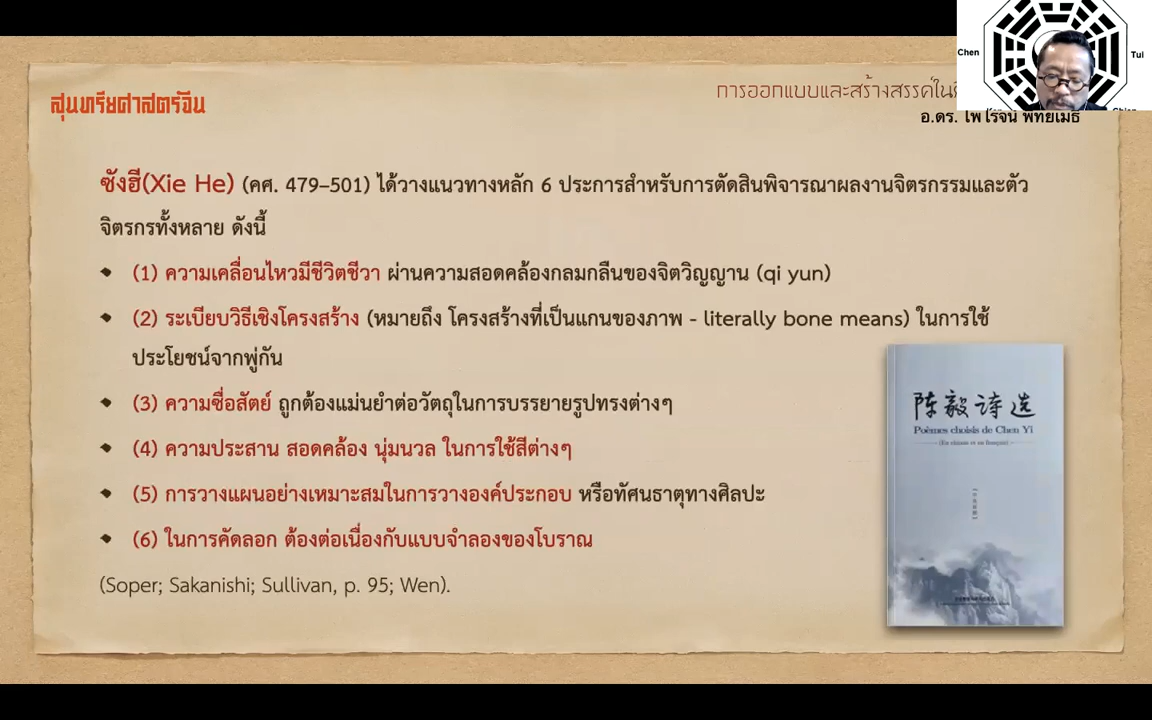 สุนทรียศาสตร์จีน
การออกแบบและสร้างสรรค์ใน
อ.ดร. ไพโรจน์ พิทยเมธี
Chen
Tui
ซังฮี(Xie He) (คศ. 479–501) ได้วางแนวทางหลัก 6 ประการสำหรับการตัดสินพิจารณาผลงานจิตรกรรมและตัว
จิตรกรทั้งหลาย ดังนี้
(1) ความเคลื่อนไหวมีชีวิตชีวา ผ่านความสอดคล้องกลมกลืนของจิตวิญญาน (qi yun)
(2) ระเบียบวิธีเชิงโครงสร้าง (หมายถึง โครงสร้างที่เป็นแกนของภาพ - literally bone means) ในการใช้
ประโยชน์จากพู่กัน
(3) ความซื่อสัตย์ ถูกต้องแม่นยำต่อวัตถุในการบรรยายรูปทรงต่างๆ
(4) ความประสาน สอดคล้อง นุ่มนวล ในการใช้สีต่างๆ
(5) การวางแผนอย่างเหมาะสมในการวางองค์ประกอบ หรือทัศนธาตุทางศิลปะ
(6) ในการคัดลอก ต้องต่อเนื่องกับแบบจำลองของโบราณ
(Soper; Sakanishi; Sullivan, p. 95; Wen).
陈毅诗选
Poèmes choisis de Chen Yi
(En chinois et en français)